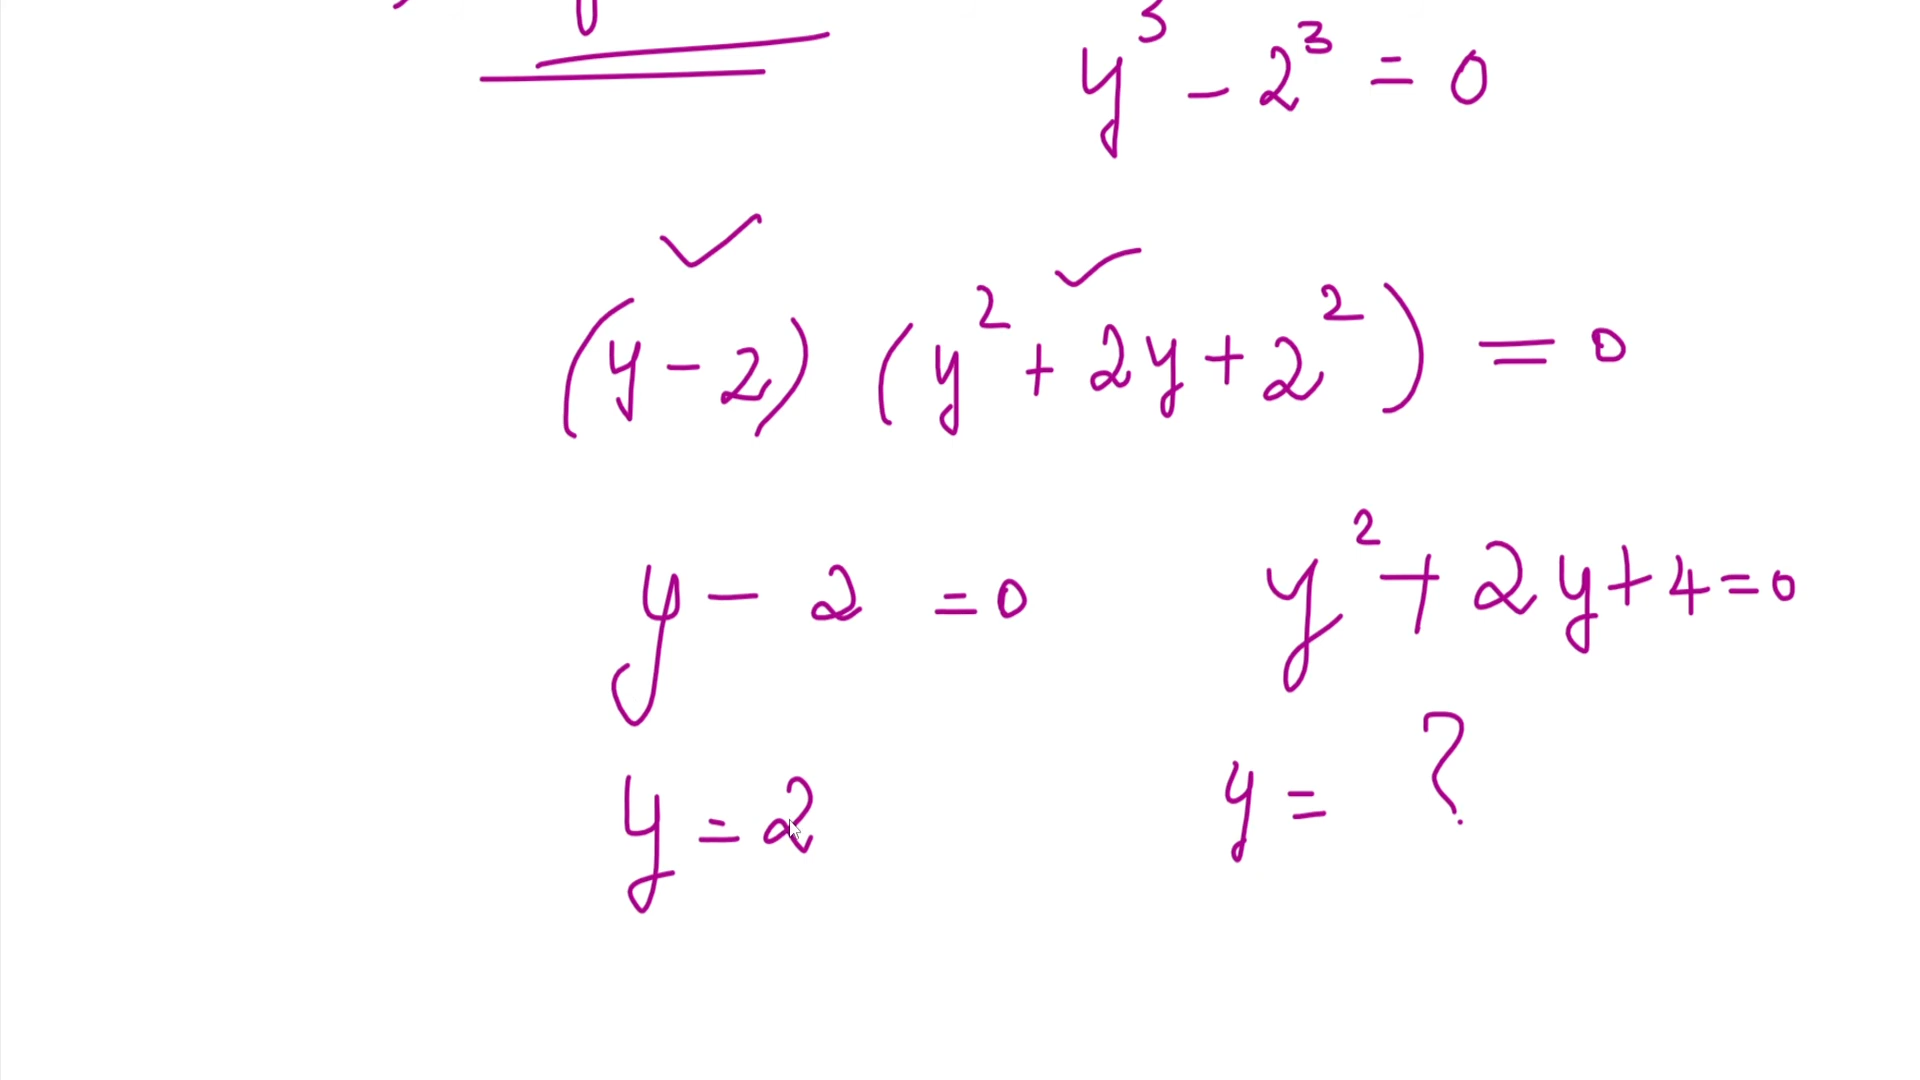 y³ - 2³ = 0
(y - 2) (y² + 2y + 2²) = 0
y - 2 = 0 y² + 2y + 4 = 0
y = 2 y = ?